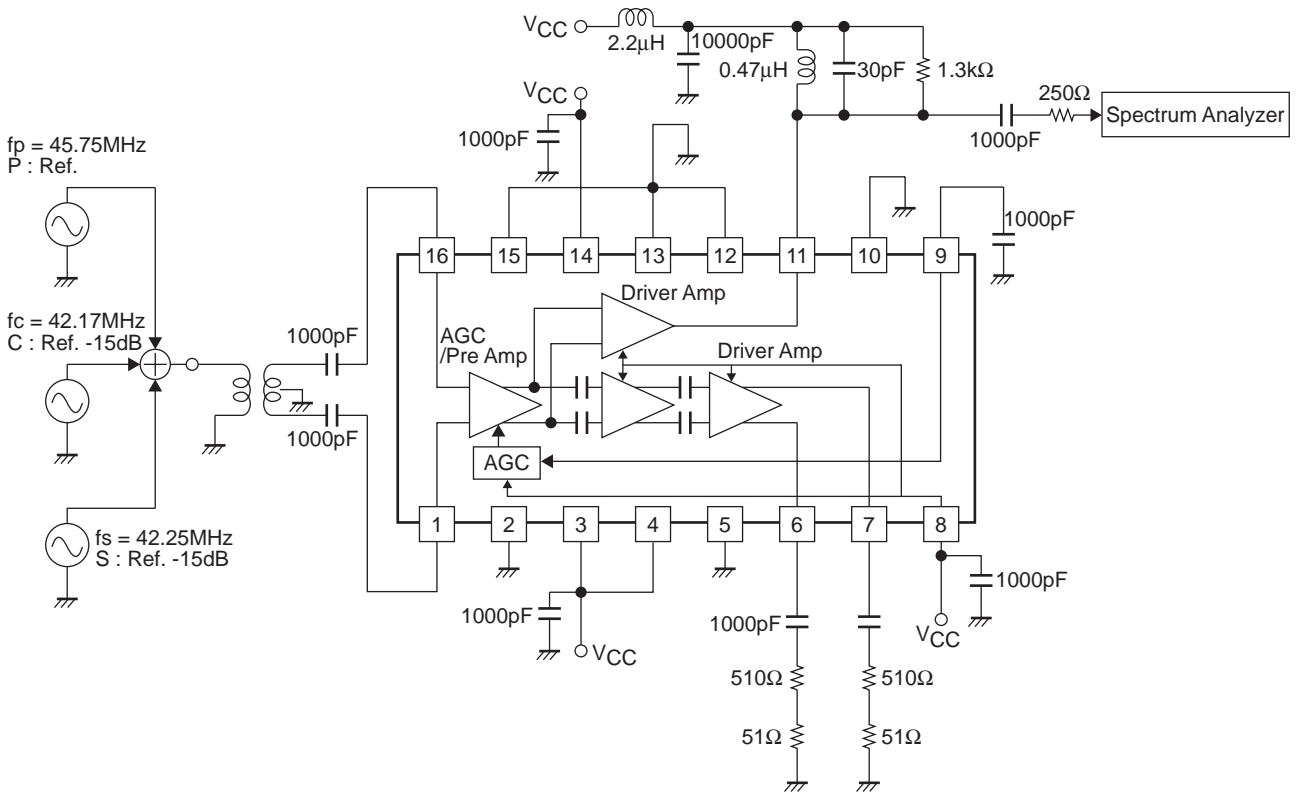 VCC
2.2μH
10000pF
0.47μH
30pF
1.3kΩ
250Ω
1000pF
Spectrum Analyzer
VCC
1000pF
fp = 45.75MHz
P : Ref.
fc = 42.17MHz
C : Ref. -15dB
fs = 42.25MHz
S : Ref. -15dB
1000pF
1000pF
16
15
14
13
12
11
10
9
1000pF
Driver Amp
AGC
/Pre Amp
Driver Amp
AGC
1
2
3
4
5
6
7
8
1000pF
VCC
1000pF
510Ω
51Ω
510Ω
51Ω
1000pF
VCC